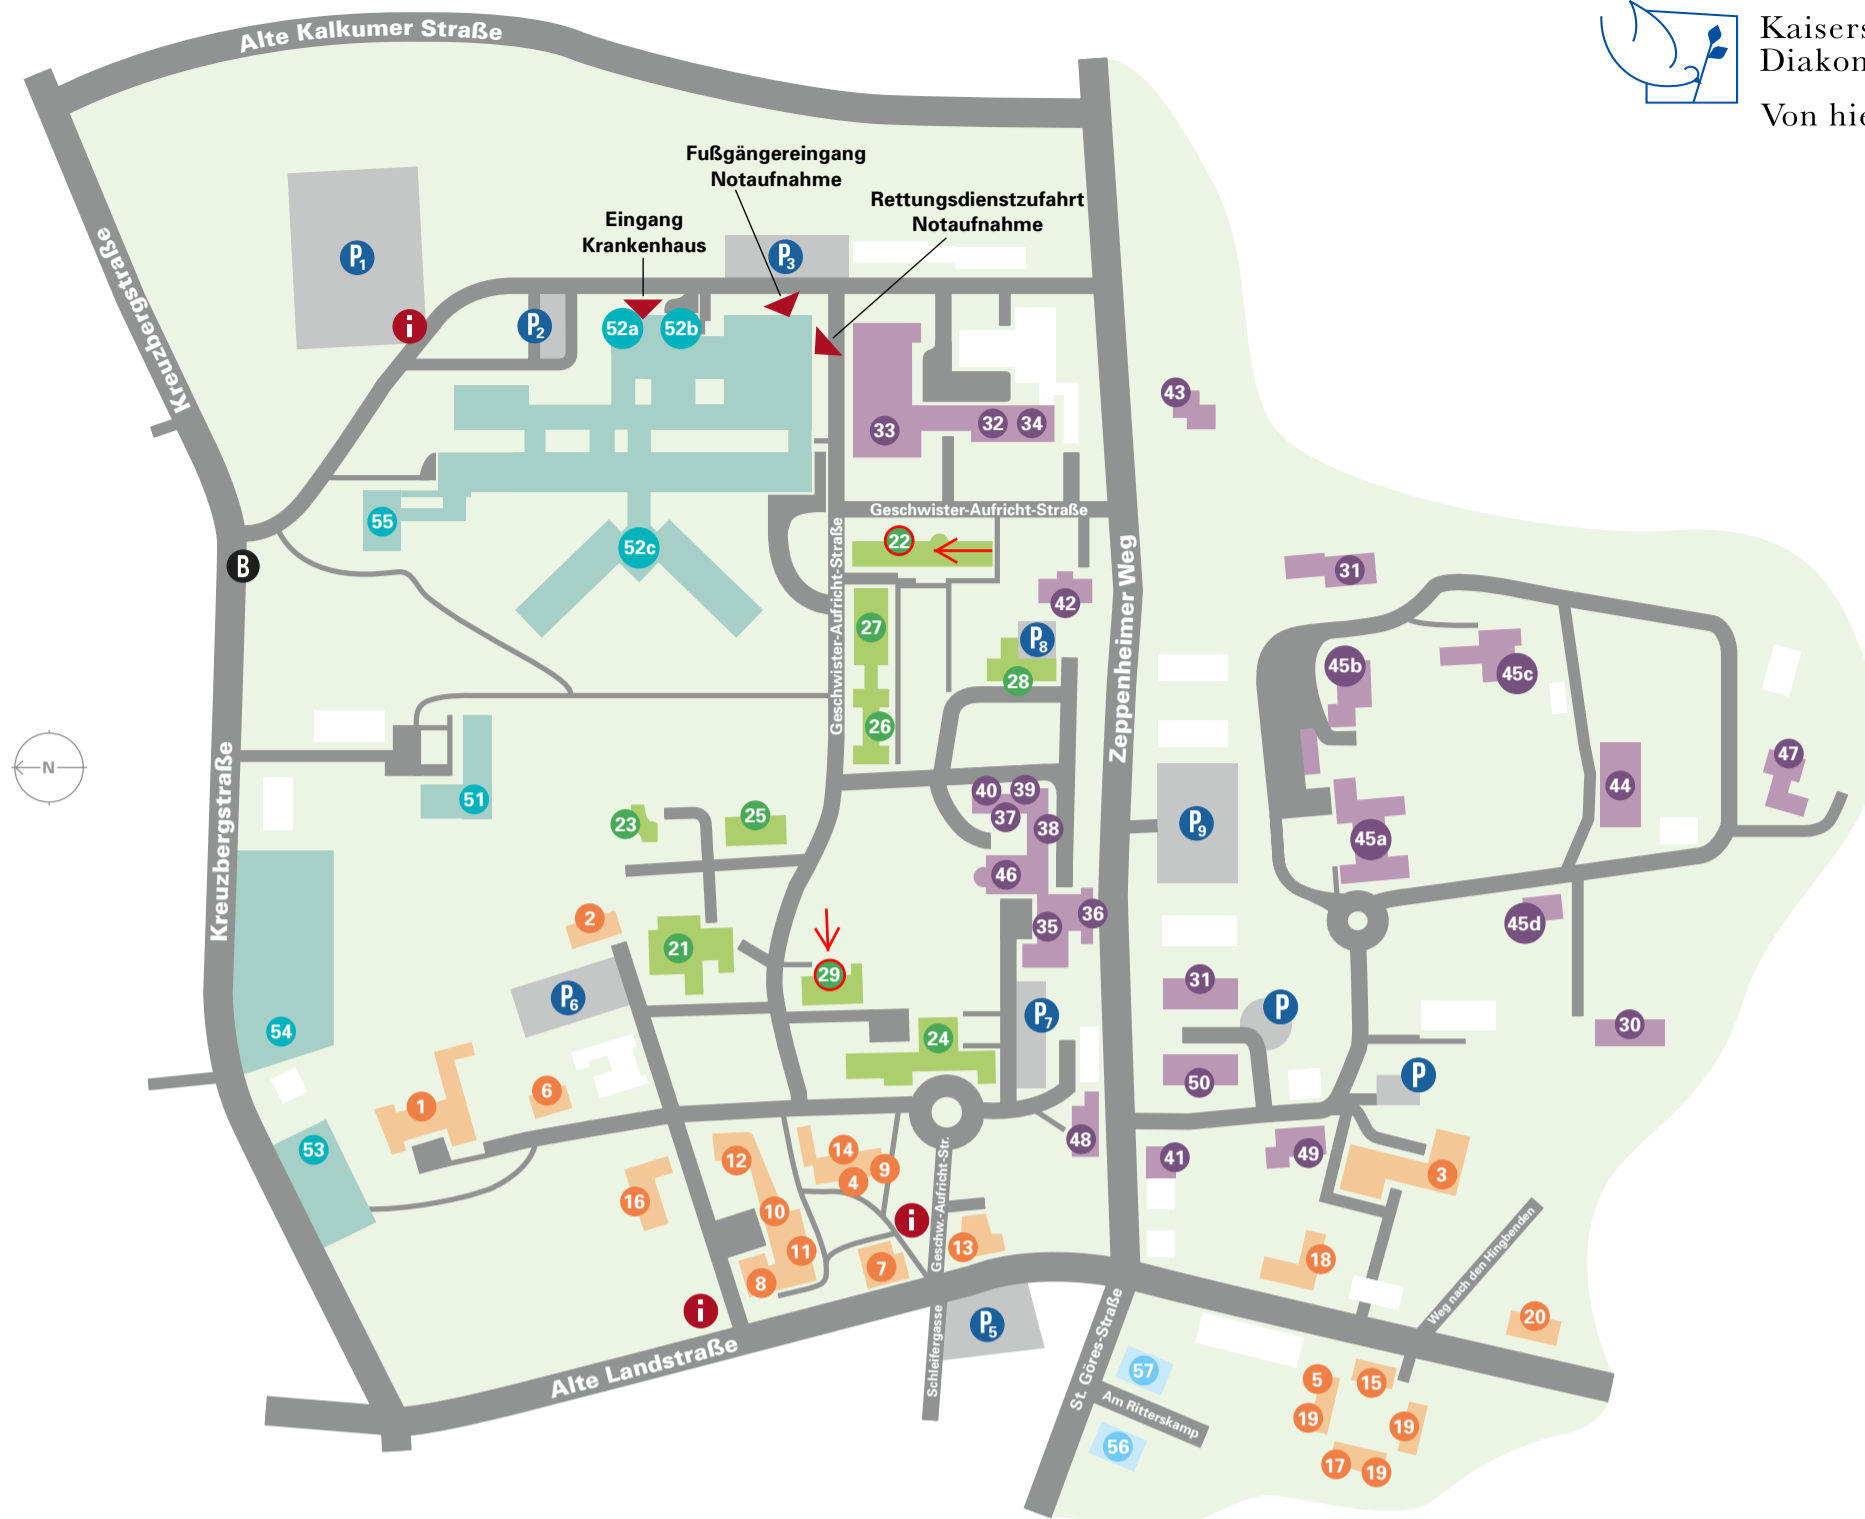 Alte Kalkumer Straße
Kaisers
Diakon
Von hie
Fußgängereingang
Notaufnahme
Rettungsdienstzufahrt
Notaufnahme
Eingang
Krankenhaus
Kreuzbergstraße
P1
P3
i
P2
52a
52b
43
33
32
34
Geschwister-Aufricht-Straße
55
52c
22
B
Geschwister-Aufricht-Straße
Zeppenheimer Weg
31
42
27
P8
28
45b
45c
26
N
Kreuzbergstraße
51
40
39
37
38
47
44
23
25
P9
45a
46
2
21
36
35
45d
29
31
P6
P7
P
54
24
30
50
P
1
6
53
12
14
9
4
48
41
49
3
16
10
i
Geschw.-Aufricht-Str.
13
11
7
8
18
Weg nach den Hingbenden
i
P5
20
Alte Landstraße
Schleifergasse
St. Göres-Straße
57
Am Ritterskamp
56
5
15
19
19
17
19